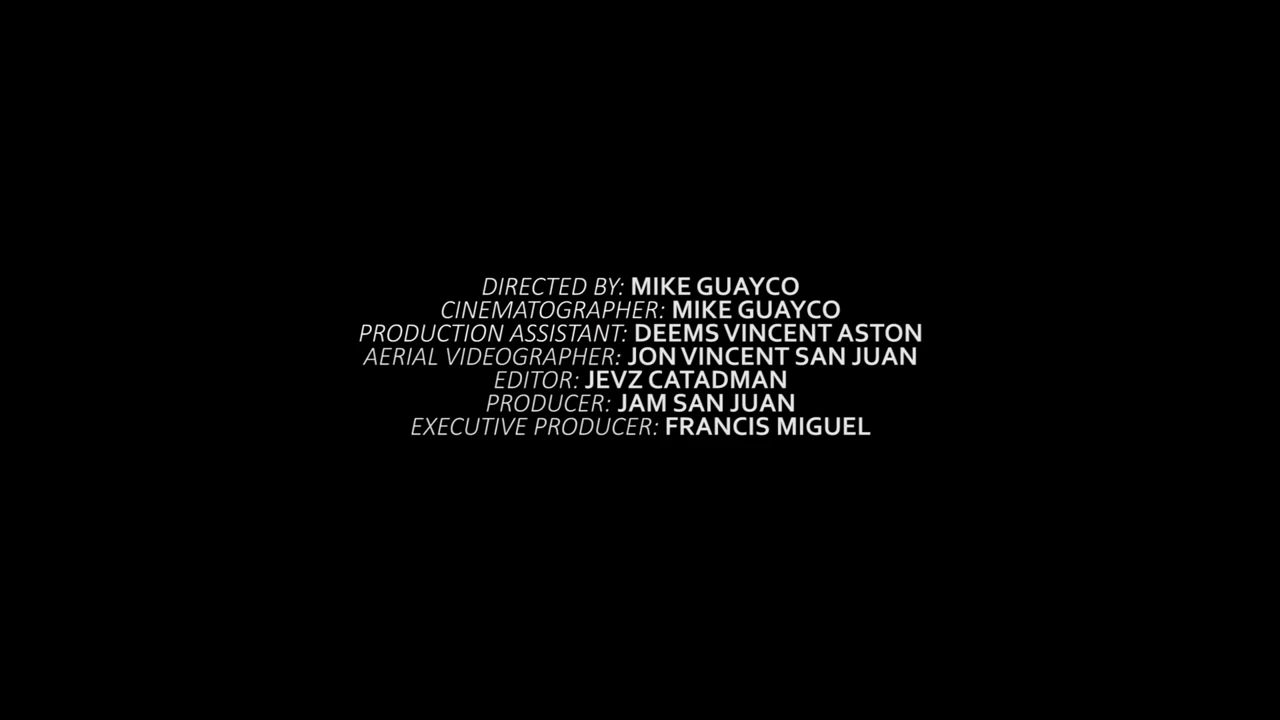 DIRECTED BY: MIKE GUAYCO
CINEMATOGRAPHER: MIKE GUAYCO
PRODUCTION ASSISTANT: DEEMS VINCENT ASTON
AERIAL VIDEOGRAPHER: JON VINCENT SAN JUAN
EDITOR: JEVZ CATADMAN
PRODUCER: JAM SAN JUAN
EXECUTIVE PRODUCER: FRANCIS MIGUEL